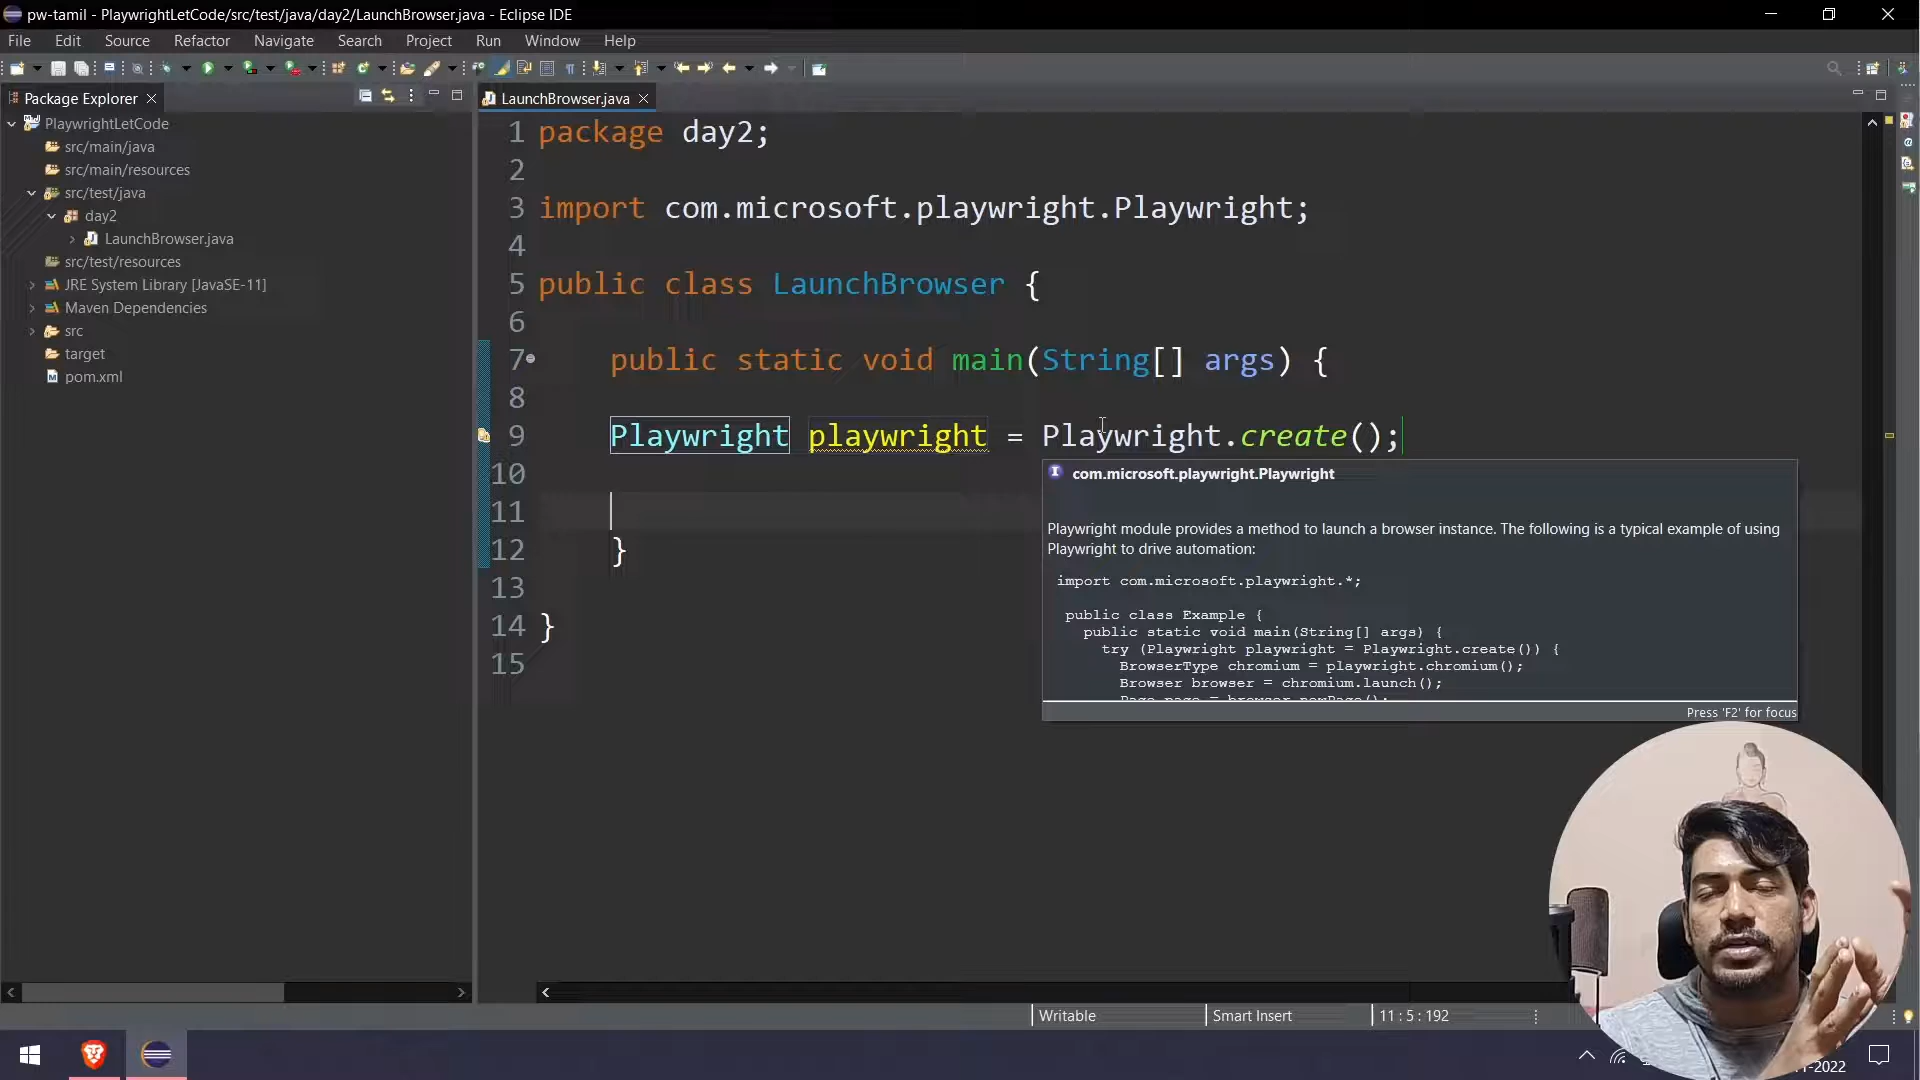 pw-tamil - PlaywrightLetCode/src/test/java/day2/LaunchBrowser.java - Eclipse IDE
File Edit Source Refactor Navigate Search Project Run Window Help
Package Explorer
LaunchBrowser.java
PlaywrightLetCode
src/main/java
src/main/resources
src/test/java
day2
LaunchBrowser.java
src/test/resources
JRE System Library [JavaSE-11]
Maven Dependencies
src
target
pom.xml
1 package day2;
2
3 import com.microsoft.playwright.Playwright;
4
5 public class LaunchBrowser {
6
7 public static void main(String[] args) {
8
9 Playwright playwright = Playwright.create();
10
11
12 }
13
14 }
15
com.microsoft.playwright.Playwright
Playwright module provides a method to launch a browser instance. The following is a typical example of using
Playwright to drive automation:
import com.microsoft.playwright.*;
public class Example {
public static void main(String[] args) {
try (Playwright playwright = Playwright.create()) {
BrowserType chromium = playwright.chromium();
Browser browser = chromium.launch();
Page page = browser.newPage();
Press 'F2' for focus
Writable
Smart Insert
11 : 5 : 192
-2022